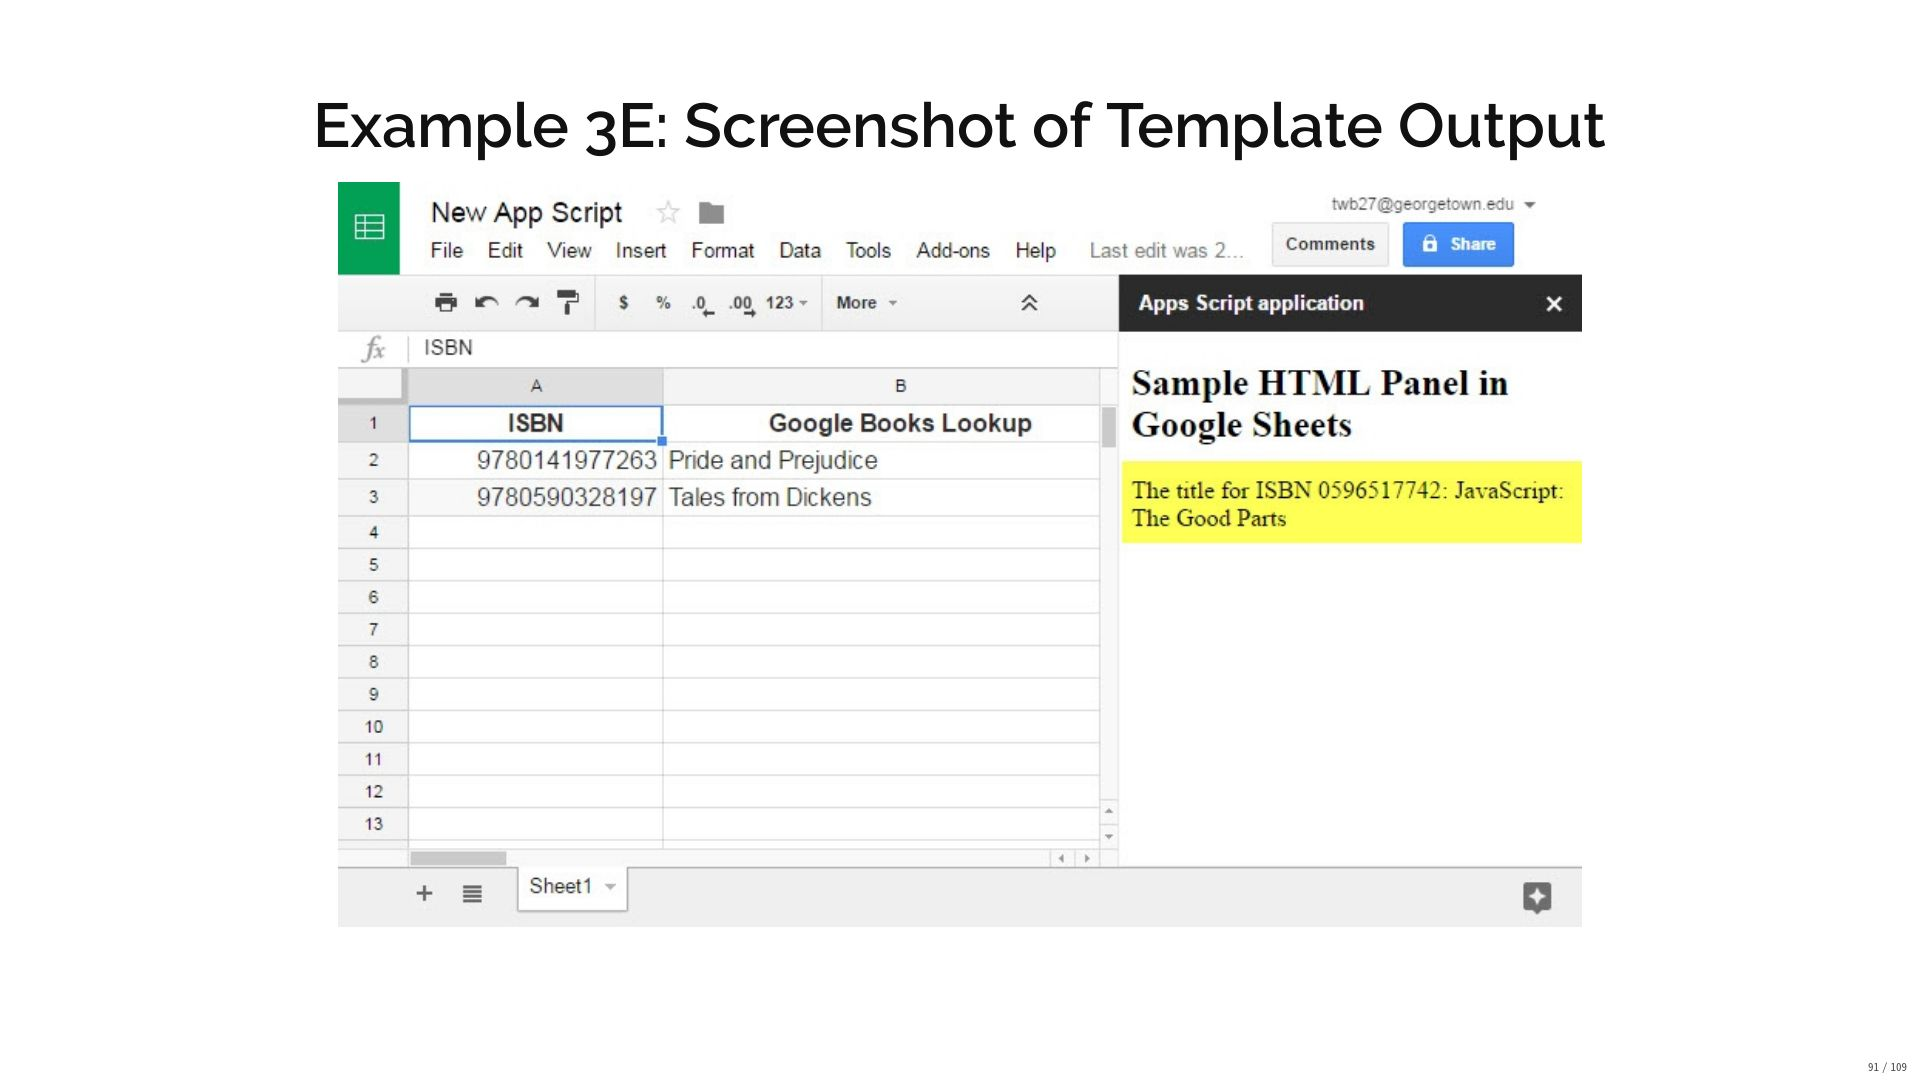 Example 3E: Screenshot of Template Output
New App Script
twb27@georgetown.edu
File Edit View Insert Format Data Tools Add-ons Help Last edit was 2...
Comments
Share
$ % .0 .00 123 More
Apps Script application
fx ISBN
A B
1 ISBN Google Books Lookup
2 9780141977263 Pride and Prejudice
3 9780590328197 Tales from Dickens
4
5
6
7
8
9
10
11
12
13
Sample HTML Panel in
Google Sheets
The title for ISBN 0596517742: JavaScript:
The Good Parts
Sheet1
91 / 109